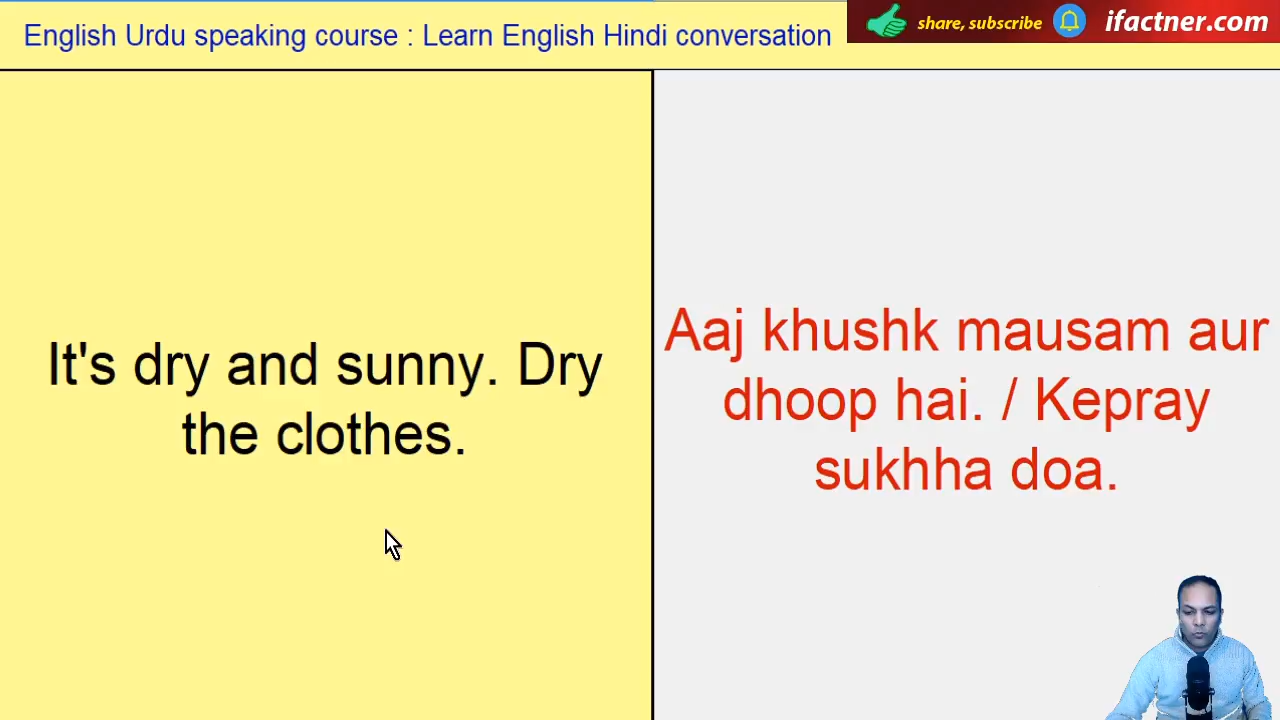 English Urdu speaking course : Learn English Hindi conversation
share, subscribe
ifactner.com
It's dry and sunny. Dry
the clothes.
Aaj khushk mausam aur
dhoop hai. / Kepray
sukhha doa.